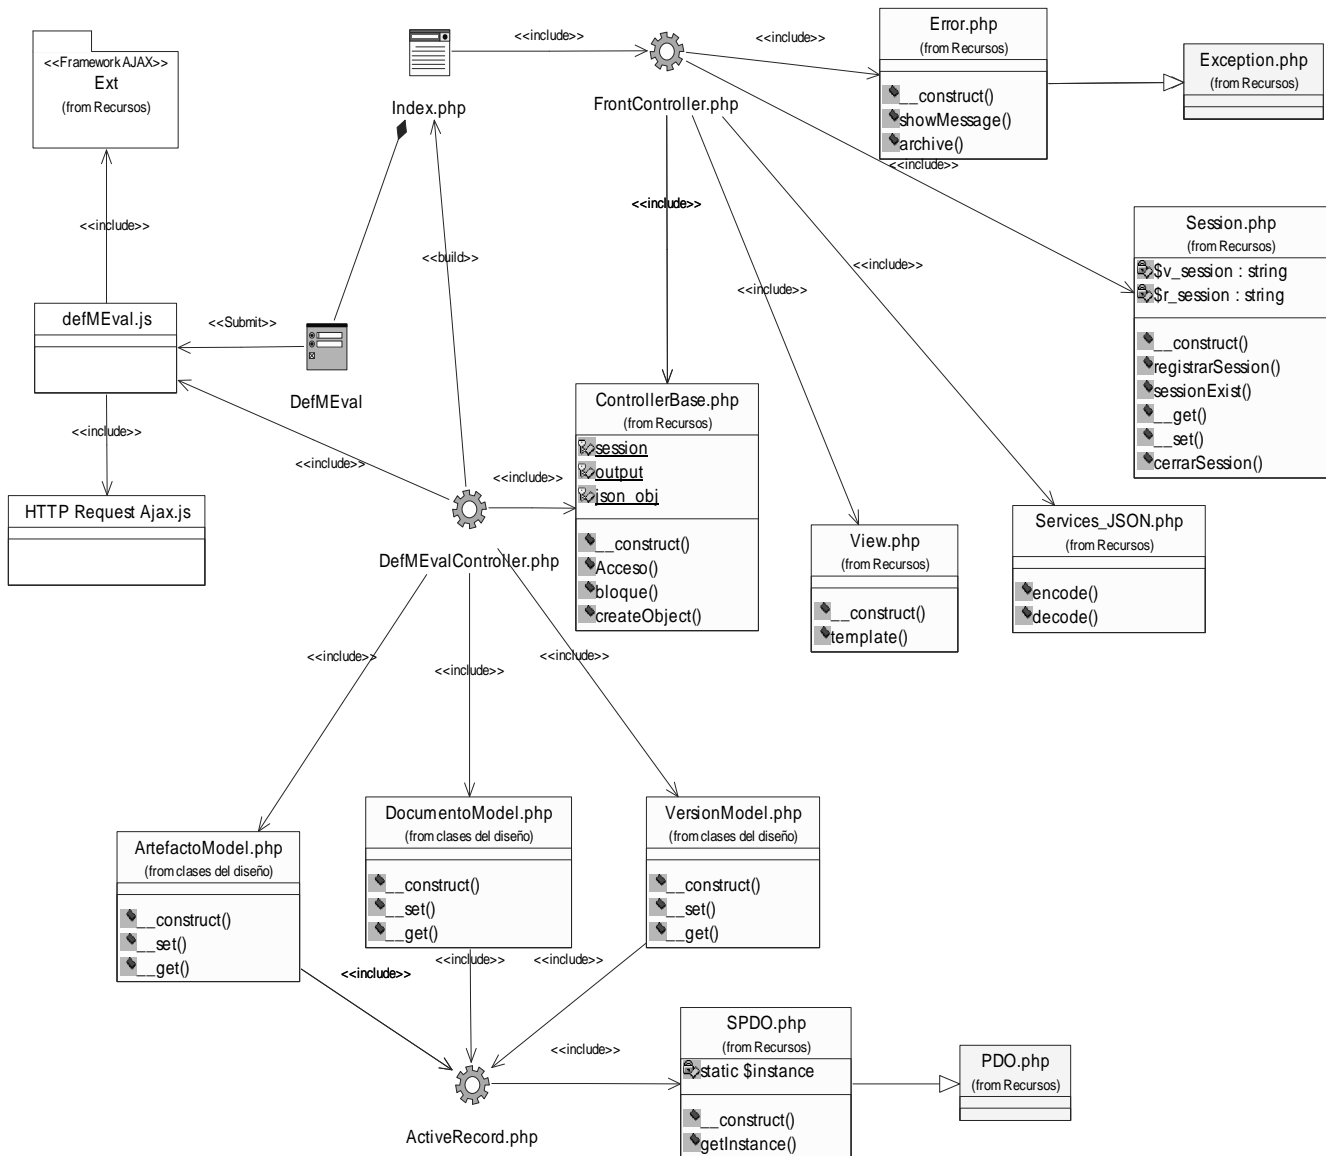 <<Framework AJAX>>
Ext
(from Recursos)
<<include>>
Index.php
<<include>>
FrontController.php
<<include>>
Error.php
(from Recursos)
__construct()
showMessage()
archive()
Exception.php
(from Recursos)
<<include>>
<<include>>
<<build>>
<<include>>
<<include>>
Session.php
(from Recursos)
$v_session : string
$r_session : string
__construct()
registrarSession()
sessionExist()
__get()
__set()
cerrarSession()
defMEval.js
<<Submit>>
DefMEval
<<include>>
<<include>>
HTTP Request Ajax.js
<<include>>
DefMEvalController.php
ControllerBase.php
(from Recursos)
session
output
json_obj
__construct()
Acceso()
bloque()
createObject()
View.php
(from Recursos)
__construct()
template()
Services_JSON.php
(from Recursos)
encode()
decode()
<<include>>
<<include>>
<<include>>
ArtefactoModel.php
(from clases del diseño)
__construct()
__set()
__get()
DocumentoModel.php
(from clases del diseño)
__construct()
__set()
__get()
VersionModel.php
(from clases del diseño)
__construct()
__set()
__get()
<<include>>
<<include>>
<<include>>
ActiveRecord.php
<<include>>
SPDO.php
(from Recursos)
static $instance
__construct()
getInstance()
PDO.php
(from Recursos)